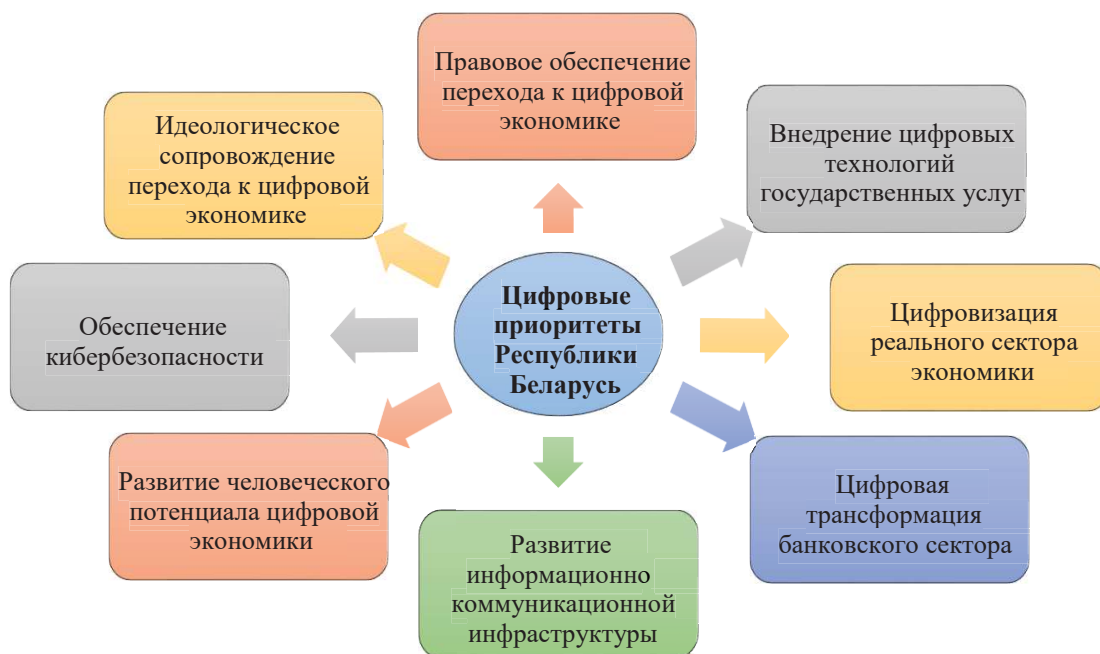 Правовое обеспечение
перехода к цифровой
экономике
Идеологическое
сопровождение
перехода к цифровой
экономике
Внедрение цифровых
технологий
государственных услуг
Обеспечение
кибербезопасности
Цифровые
приоритеты
Республики
Беларусь
Цифровизация
реального сектора
экономики
Развитие человеческого
потенциала цифровой
экономики
Цифровая
трансформация
банковского сектора
Развитие
информационно
коммуникационной
инфраструктуры